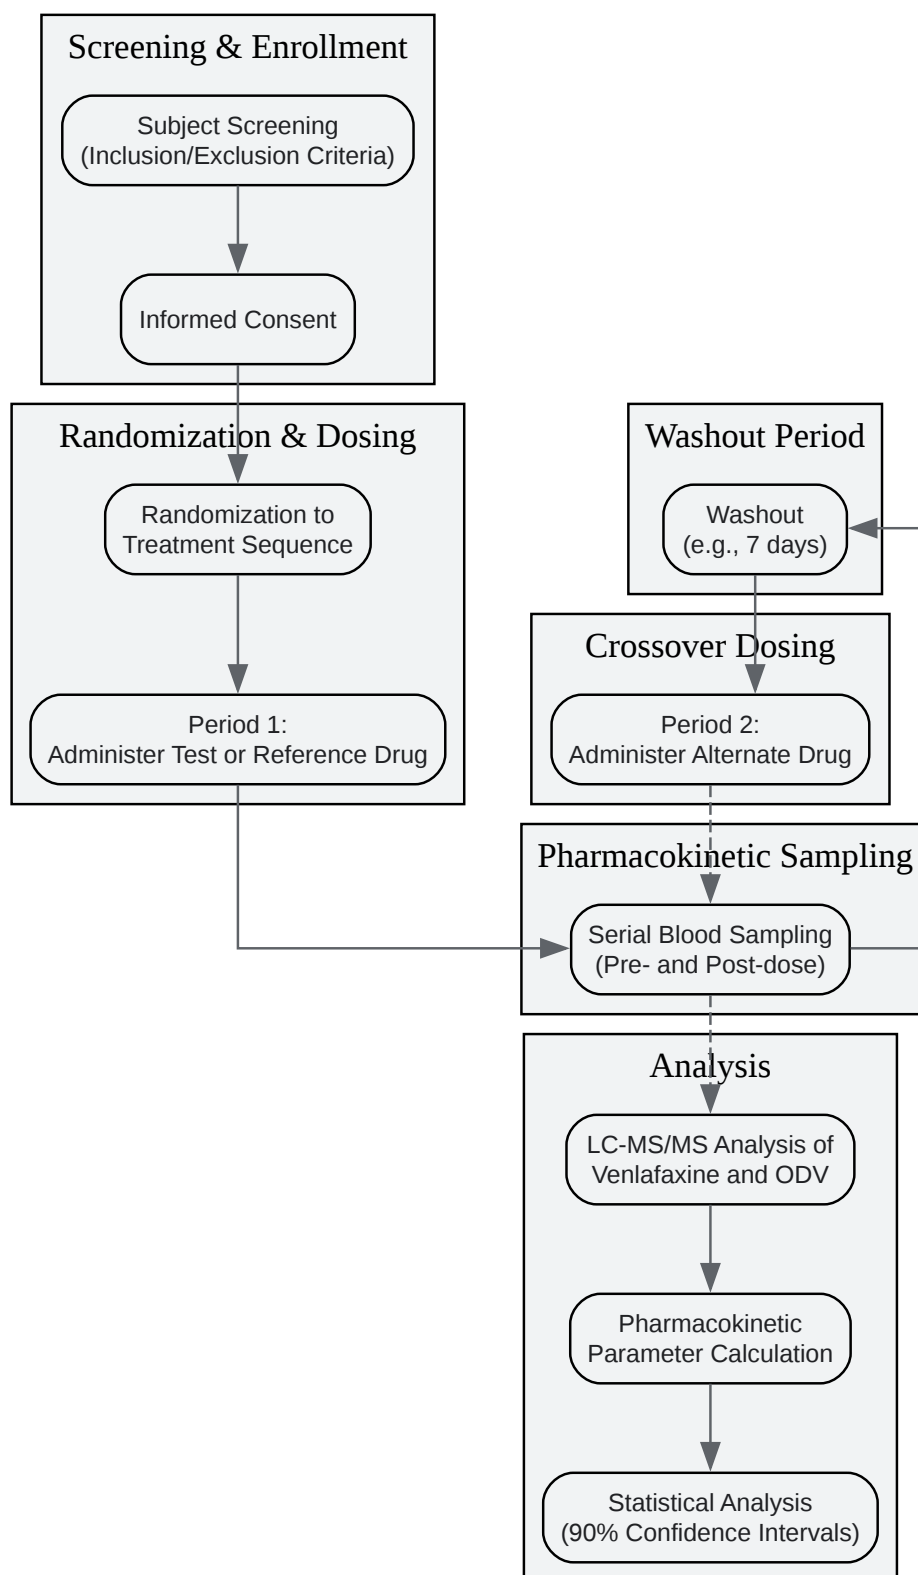 Screening & Enrollment
Subject Screening
(Inclusion/Exclusion Criteria)
Informed Consent
Randomization & Dosing
Randomization to
Treatment Sequence
Period 1:
Administer Test or Reference Drug
Washout Period
Washout
(e.g., 7 days)
Crossover Dosing
Period 2:
Administer Alternate Drug
Pharmacokinetic Sampling
Serial Blood Sampling
(Pre- and Post-dose)
Analysis
LC-MS/MS Analysis of
Venlafaxine and ODV
Pharmacokinetic
Parameter Calculation
Statistical Analysis
(90% Confidence Intervals)